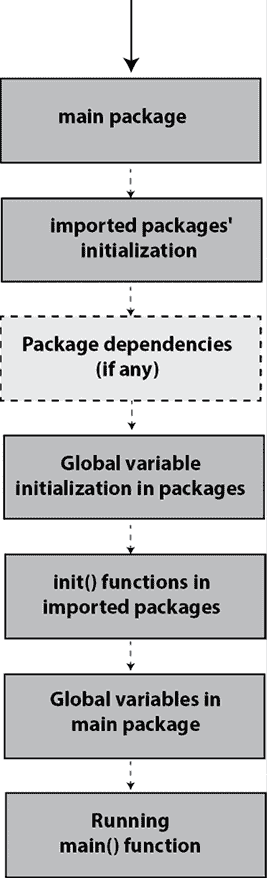 main package
imported packages'
initialization
Package dependencies
(if any)
Global variable
initialization in packages
init() functions in
imported packages
Global variables in
main package
Running
main() function